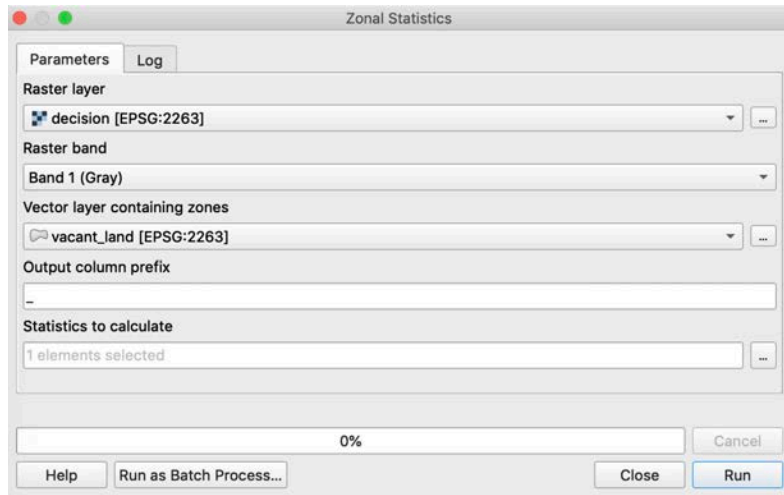 Zonal Statistics
Parameters Log
Raster layer
decision [EPSG:2263]
...
Raster band
Band 1 (Gray)
Vector layer containing zones
vacant_land [EPSG:2263]
...
Output column prefix
_
Statistics to calculate
1 elements selected
...
0%
Cancel
Help Run as Batch Process... Close Run